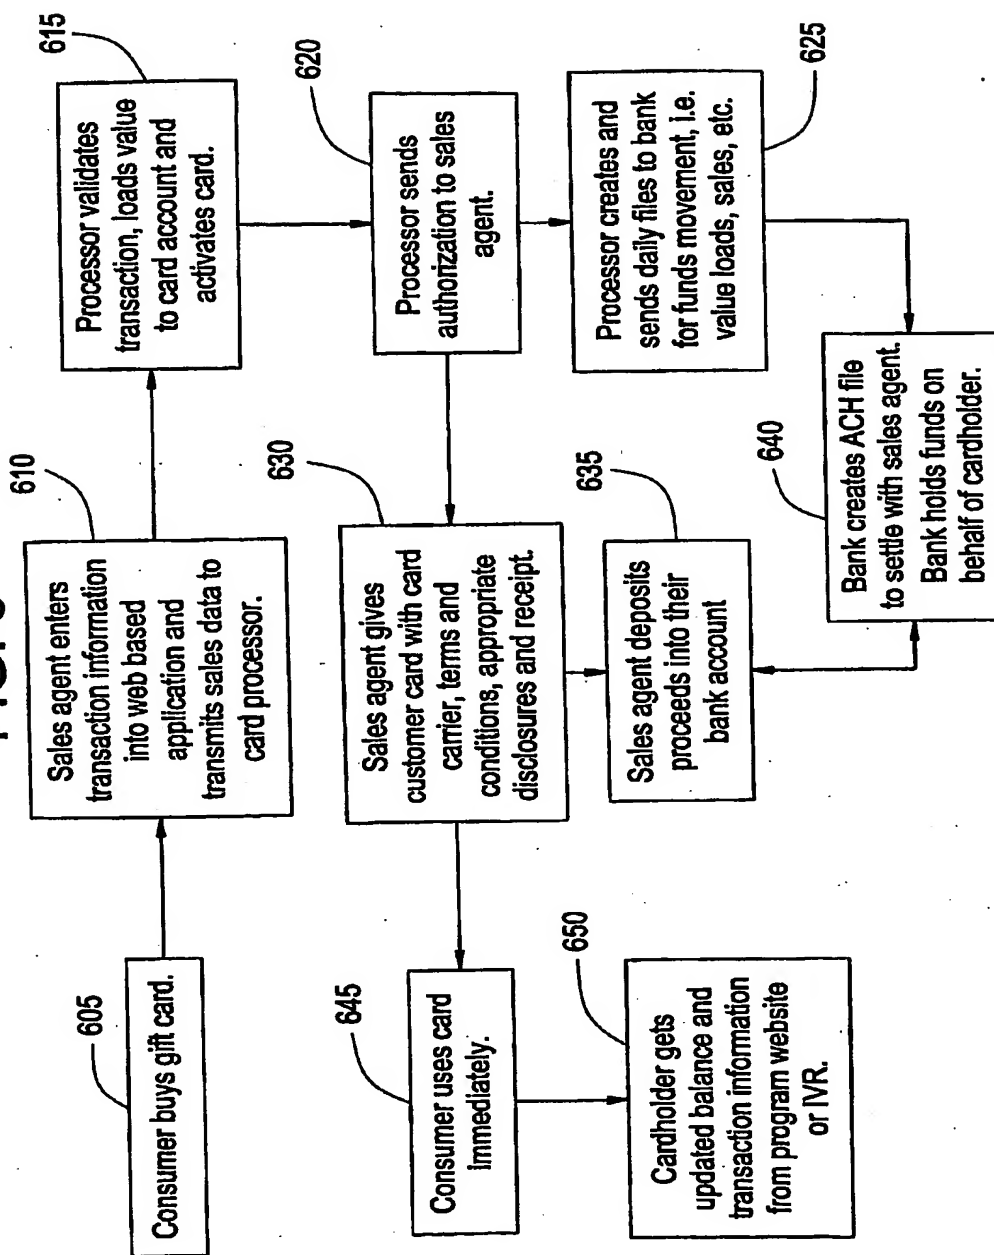 605
Consumer buys gift card.
610
Sales agent enters
transaction information
into web based
application and
transmits sales data to
card processor.
615
Processor validates
transaction, loads value
to card account and
activates card.
620
Processor sends
authorization to sales
agent.
625
Processor creates and
sends daily files to bank
for funds movement, i.e.
value loads, sales, etc.
630
Sales agent gives
customer card with card
carrier, terms and
conditions, appropriate
disclosures and receipt.
635
Sales agent deposits
proceeds into their
bank account
640
Bank creates ACH file
to settle with sales agent.
Bank holds funds on
behalf of cardholder.
645
Consumer uses card
immediately.
650
Cardholder gets
updated balance and
transaction information
from program website
or IVR.